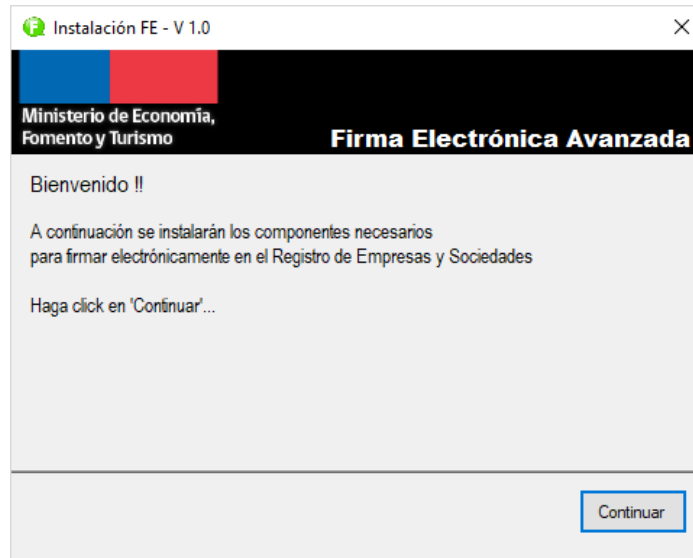 Instalación FE - V 1.0
Ministerio de Economía,
Fomento y Turismo
Firma Electrónica Avanzada
Bienvenido !!
A continuación se instalarán los componentes necesarios
para firmar electrónicamente en el Registro de Empresas y Sociedades
Haga click en 'Continuar'...
Continuar